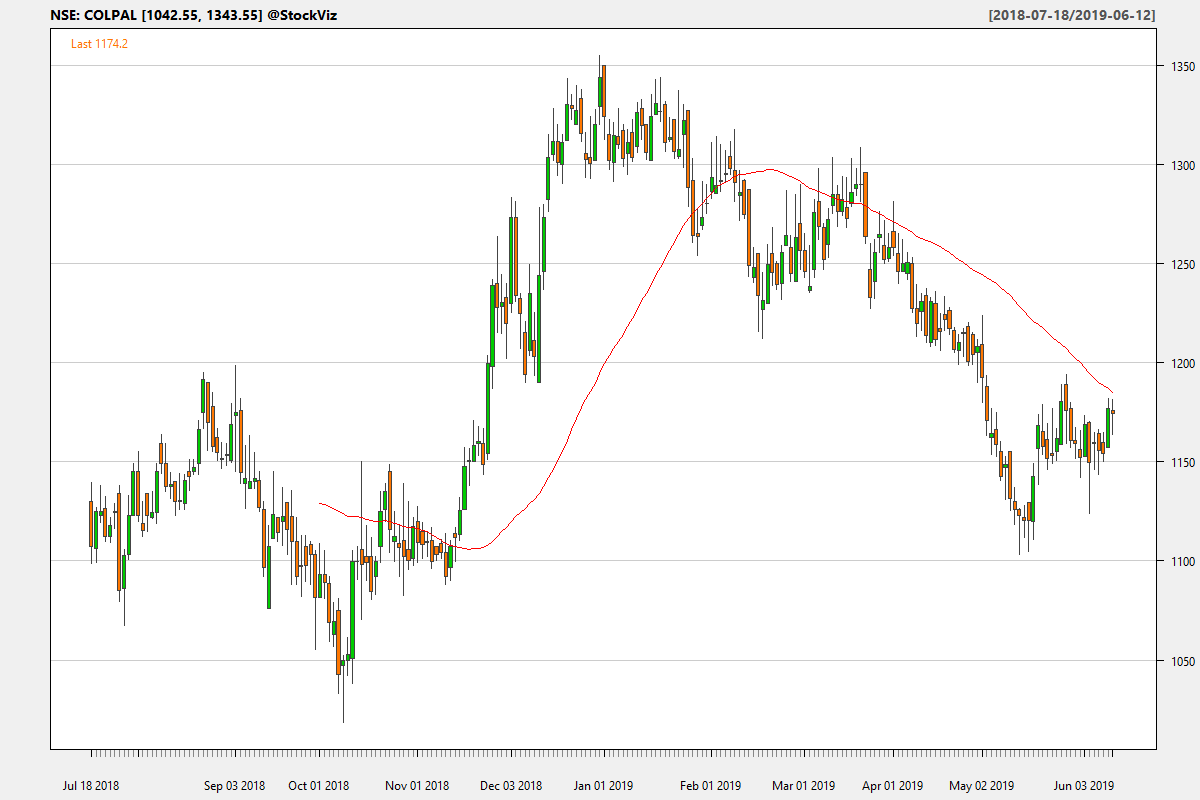 NSE: COLPAL [1042.55, 1343.55] @StockViz
[2018-07-18/2019-06-12]
Last 1174.2
1350
1300
1250
1200
1150
1100
1050
Jul 18 2018 Sep 03 2018 Oct 01 2018 Nov 01 2018 Dec 03 2018 Jan 01 2019 Feb 01 2019 Mar 01 2019 Apr 01 2019 May 02 2019 Jun 03 2019